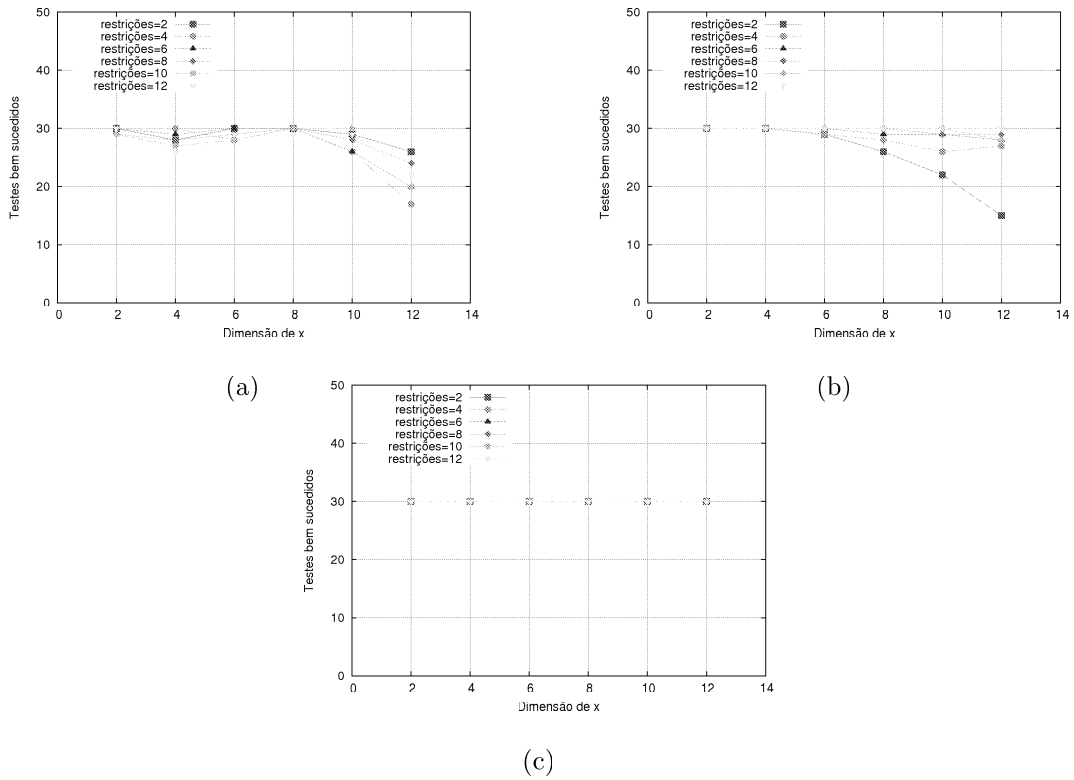 50
40
30
20
10
0
0 2 4 6 8 10 12 14
Testes bem sucedidos
Dimensão de x
restrições=2
restrições=4
restrições=6
restrições=8
restrições=10
restrições=12
(a)
50
40
30
20
10
0
0 2 4 6 8 10 12 14
Testes bem sucedidos
Dimensão de x
restrições=2
restrições=4
restrições=6
restrições=8
restrições=10
restrições=12
(b)
50
40
30
20
10
0
0 2 4 6 8 10 12 14
Testes bem sucedidos
Dimensão de x
restrições=2
restrições=4
restrições=6
restrições=8
restrições=10
restrições=12
(c)